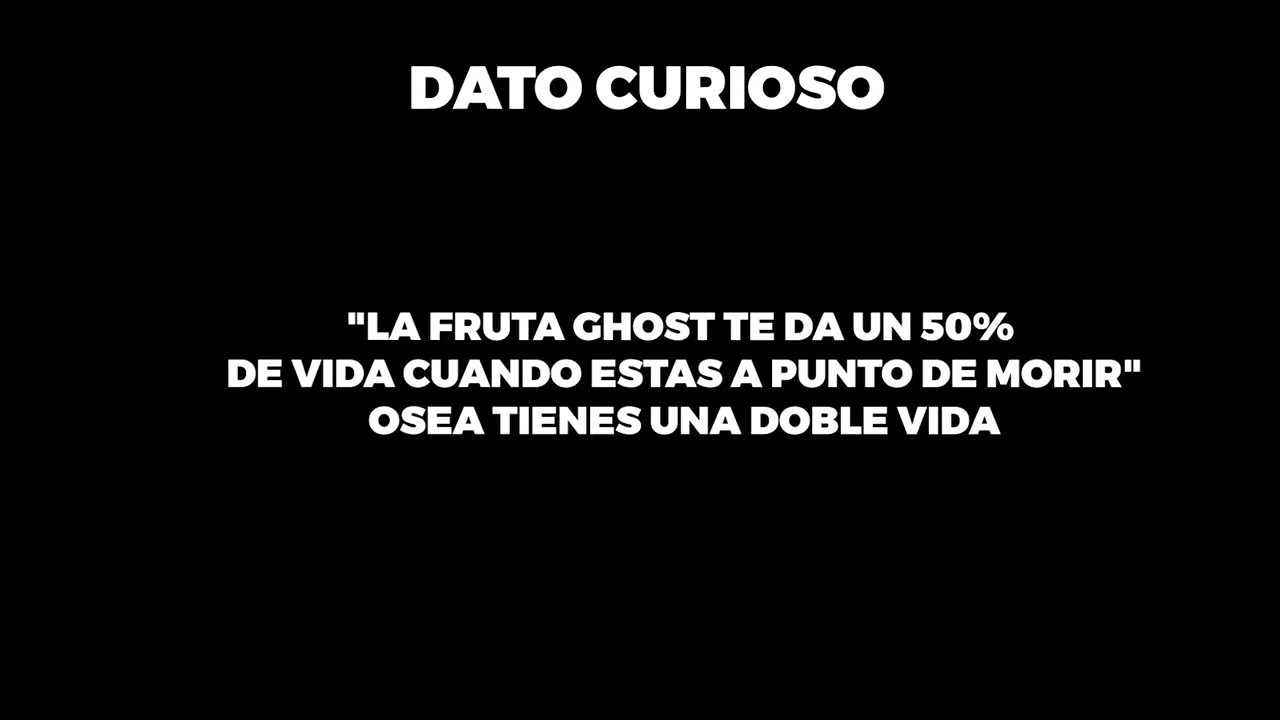 DATO CURIOSO
"LA FRUTA GHOST TE DA UN 50%
DE VIDA CUANDO ESTAS A PUNTO DE MORIR"
OSEA TIENES UNA DOBLE VIDA